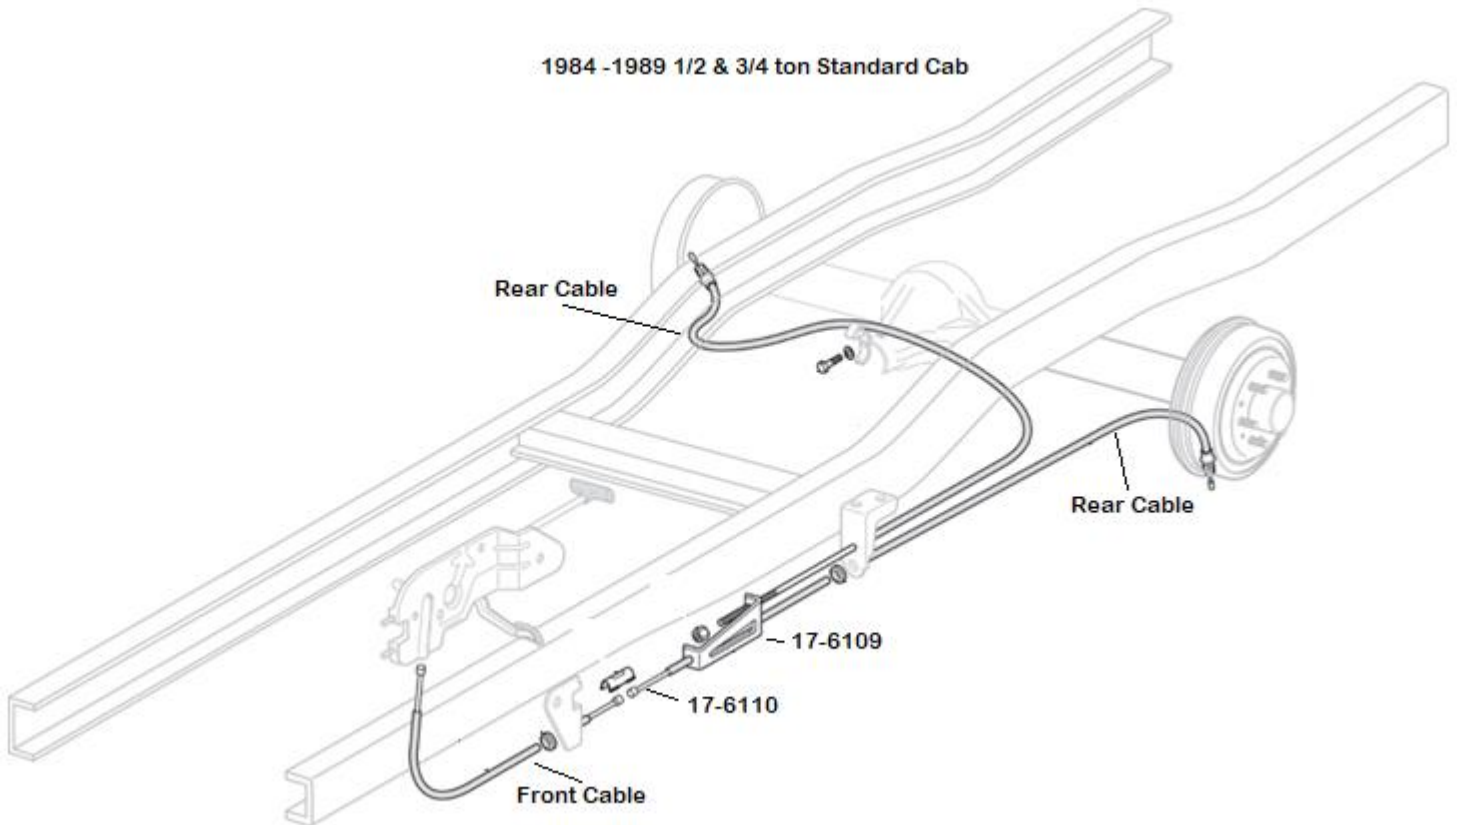 1984 -1989 1/2 & 3/4 ton Standard Cab
Rear Cable
Rear Cable
17-6109
17-6110
Front Cable